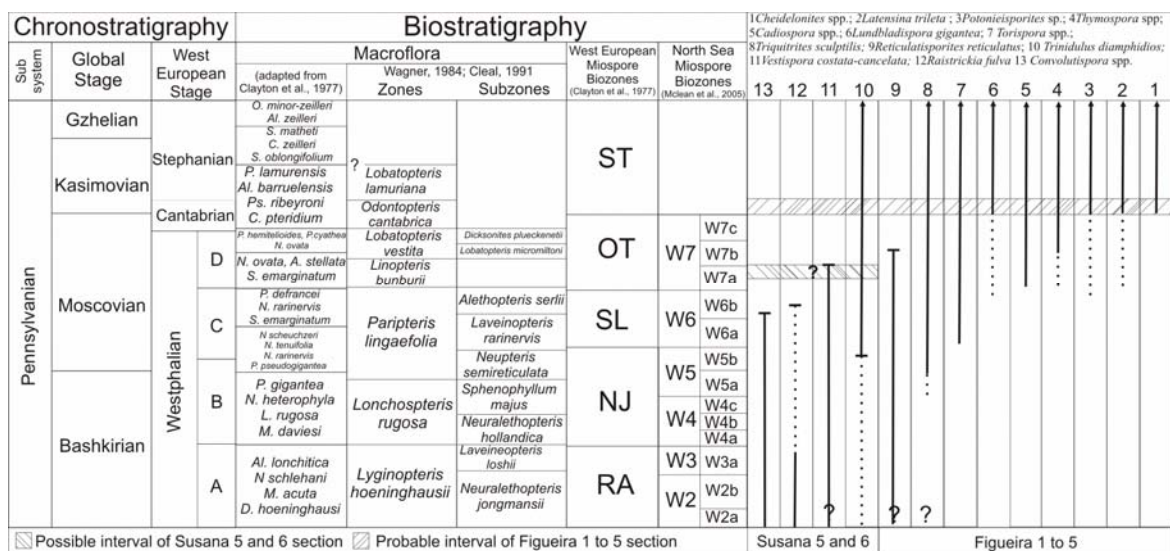 Chronostratigraphy
Biostratigraphy
1Cheidelonites spp.; 2Latensina trileta ; 3Potonieisporites sp.; 4Thymospora spp;
5Cadiospora spp.; 6Lundbladispora gigantea; 7 Torispora spp.;
8Triquitrites sculptilis; 9Reticulatisporites reticulatus; 10 Trinidulus diamphidios;
11Vestispora costata-cancelata; 12Raistrickia fulva 13 Convolutispora spp.
Sub system
Global Stage
West European Stage
Macroflora
(adapted from Clayton et al., 1977)
Wagner, 1984; Cleal, 1991
Zones
Subzones
West European Miospore Biozones (Clayton et al., 1977)
North Sea Miospore Biozones (Mclean et al., 2005)
13 12 11 10 9 8 7 6 5 4 3 2 1
Pennsylvanian
Gzhelian
Kasimovian
Moscovian
Bashkirian
Stephanian
Cantabrian
Westphalian
D
C
B
A
O. minor-zeilleri
Al. zeilleri
S. matheti
C. zeilleri
S. oblongifolium
P. lamurensis
Al. barruelensis
Ps. ribeyroni
C. pteridium
P. hemitelioides, P.cyathea
N. ovata
N. ovata, A. stellata
S. emarginatum
P. defrancei
N. rarinervis
S. emarginatum
N scheuchzeri
N. tenuifolia
N. rarinervis
P. pseudogigantea
P. gigantea
N. heterophyla
L. rugosa
M. daviesi
Al. lonchitica
N schlehani
M. acuta
D. hoeninghausi
?
Lobatopteris
lamuriana
Odontopteris
cantabrica
Lobatopteris
vestita
Linopteris
bunburii
Paripteris
lingaefolia
Lonchospteris
rugosa
Lyginopteris
hoeninghausii
Dicksonites plueckenetii
Lobatopteris micromiltoni
Alethopteris serlii
Laveinopteris
rarinervis
Neupteris
semireticulata
Sphenophyllum
majus
Neuralethopteris
hollandica
Laveineopteris
loshii
Neuralethopteris
jongmansii
ST
OT
SL
NJ
RA
W7
W6
W5
W4
W3
W2
W7c
W7b
W7a
W6b
W6a
W5b
W5a
W4c
W4b
W4a
W3a
W2b
W2a
?
? ? ?
Possible interval of Susana 5 and 6 section
Probable interval of Figueira 1 to 5 section
Susana 5 and 6
Figueira 1 to 5